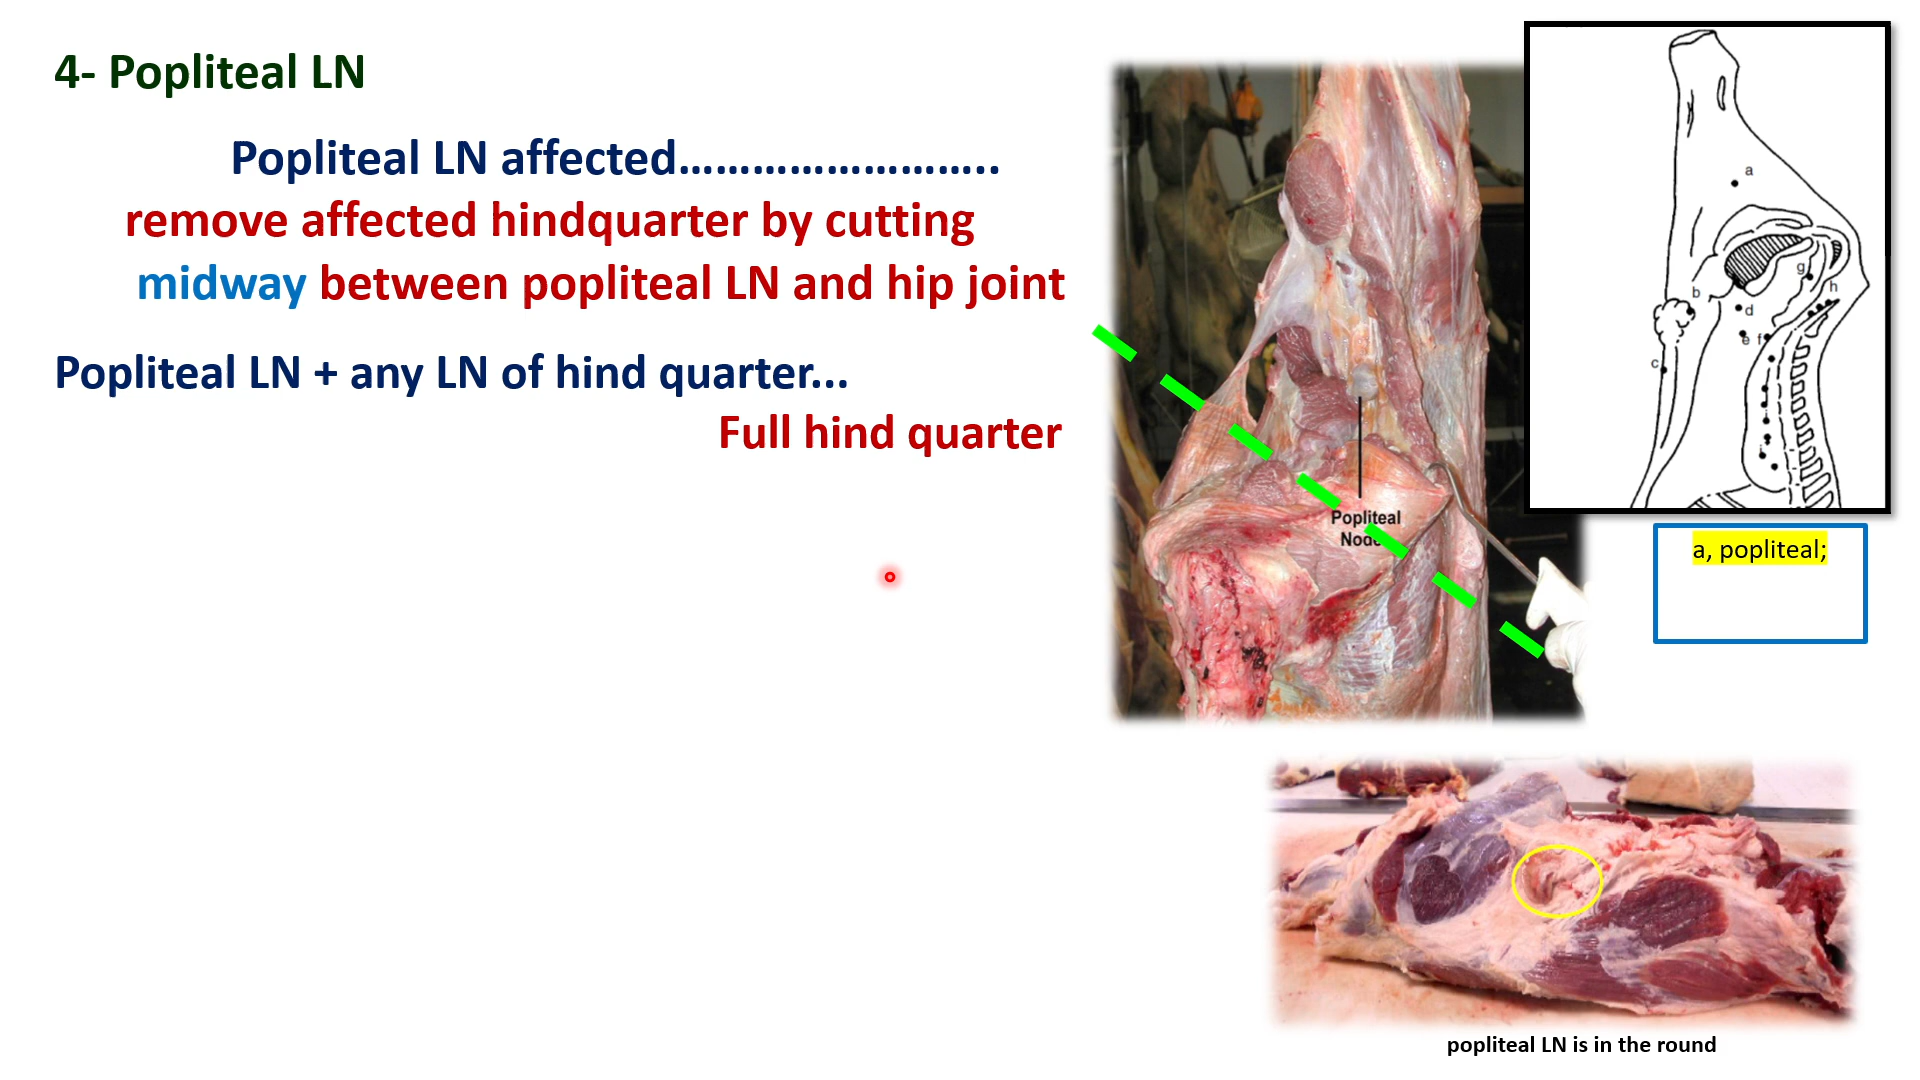 4- Popliteal LN
Popliteal LN affected……………………..
remove affected hindquarter by cutting
midway between popliteal LN and hip joint
Popliteal LN + any LN of hind quarter...
Full hind quarter
Popliteal
Node
a
b
c
d
e
f
g
h
i
a, popliteal;
popliteal LN is in the round